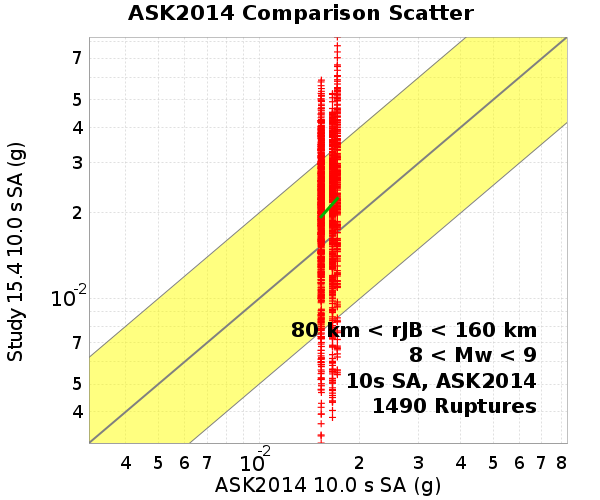 ASK2014 Comparison Scatter
Study 15.4 10.0 s SA (g)
7
5
4
3
2
10-2
7
5
4
80 km < rJB < 160 km
8 < Mw < 9
10s SA, ASK2014
1490 Ruptures
4 5 6 7 10-2 2 3 4 5 6 7 8
ASK2014 10.0 s SA (g)